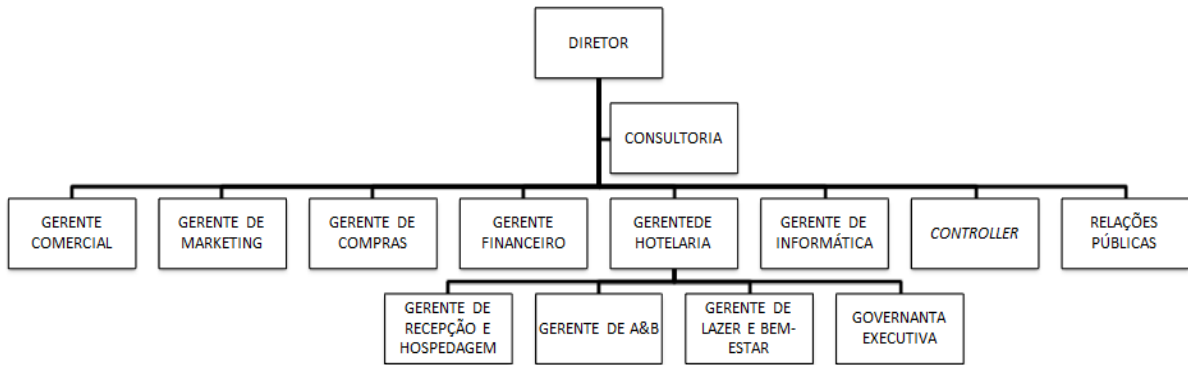 DIRETOR
CONSULTORIA
GERENTE
COMERCIAL
GERENTE DE
MARKETING
GERENTE DE
COMPRAS
GERENTE
FINANCEIRO
GERENTEDE
HOTELARIA
GERENTE DE
INFORMÁTICA
CONTROLLER
RELAÇÕES
PÚBLICAS
GERENTE DE
RECEPÇÃO E
HOSPEDAGEM
GERENTE DE A&B
GERENTE DE
LAZER E BEM-
ESTAR
GOVERNANTA
EXECUTIVA